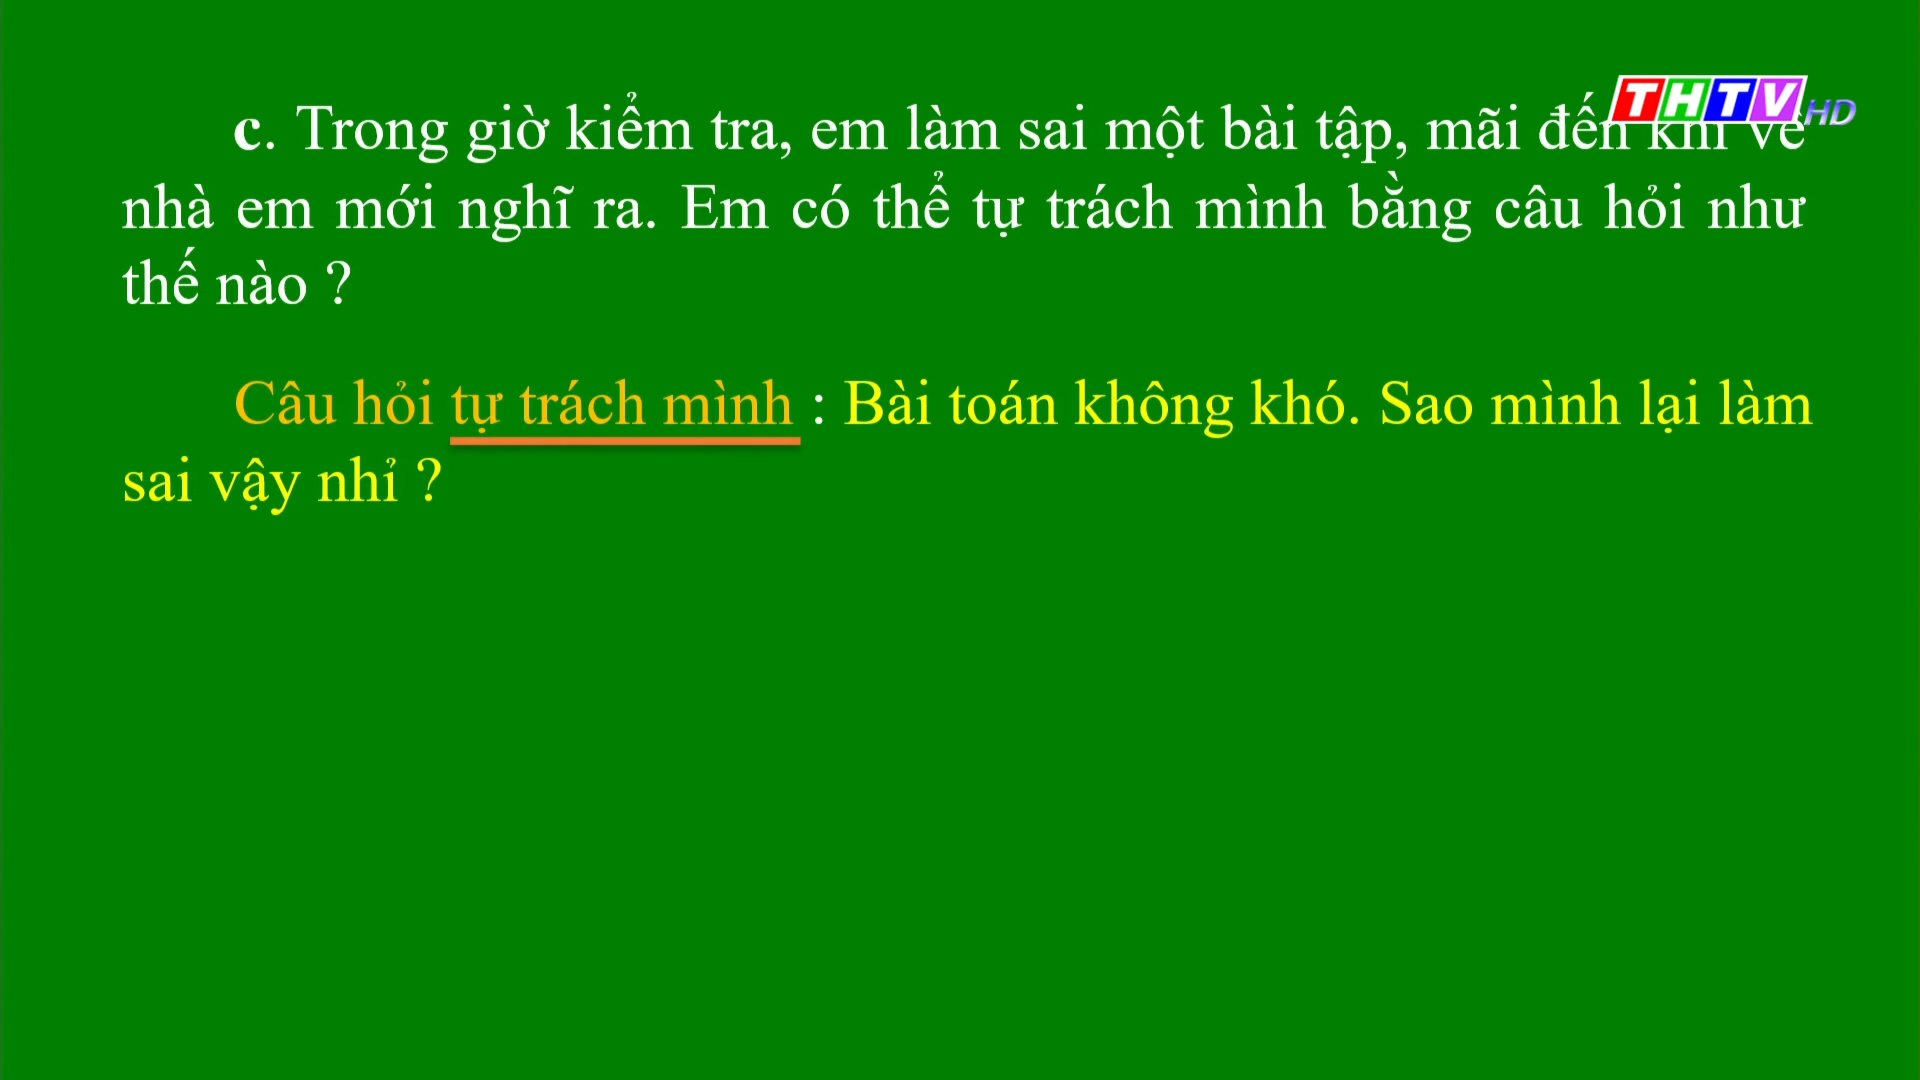 c. Trong giờ kiểm tra, em làm sai một bài tập, mãi đến khi về
THTV HD
nhà em mới nghĩ ra. Em có thể tự trách mình bằng câu hỏi như
thế nào ?
Câu hỏi tự trách mình : Bài toán không khó. Sao mình lại làm
sai vậy nhỉ ?